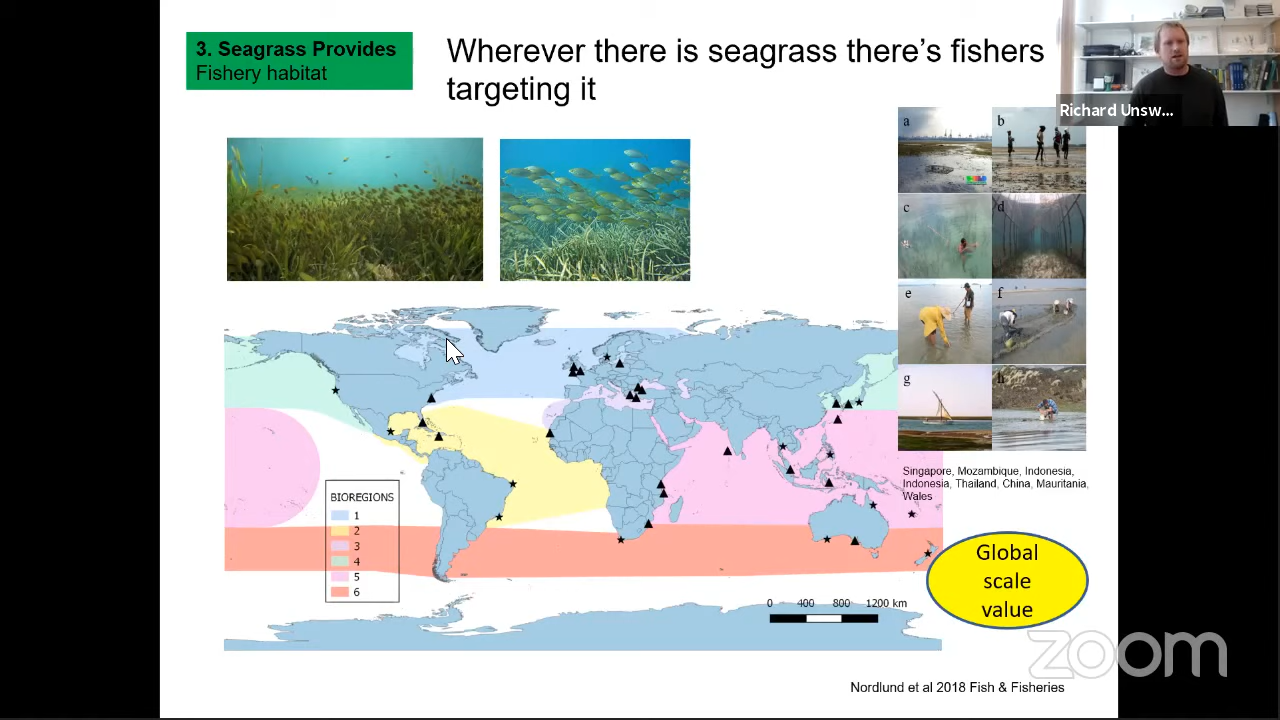 3. Seagrass Provides
Fishery habitat
Wherever there is seagrass there's fishers
targeting it
Richard Unsw...
a
b
c
d
e
f
g
h
BIOREGIONS
1
2
3
4
5
6
0 400 800 1200 km
Singapore, Mozambique, Indonesia,
Indonesia, Thailand, China, Mauritania,
Wales
Global
scale
value
zoom
Nordlund et al 2018 Fish & Fisheries